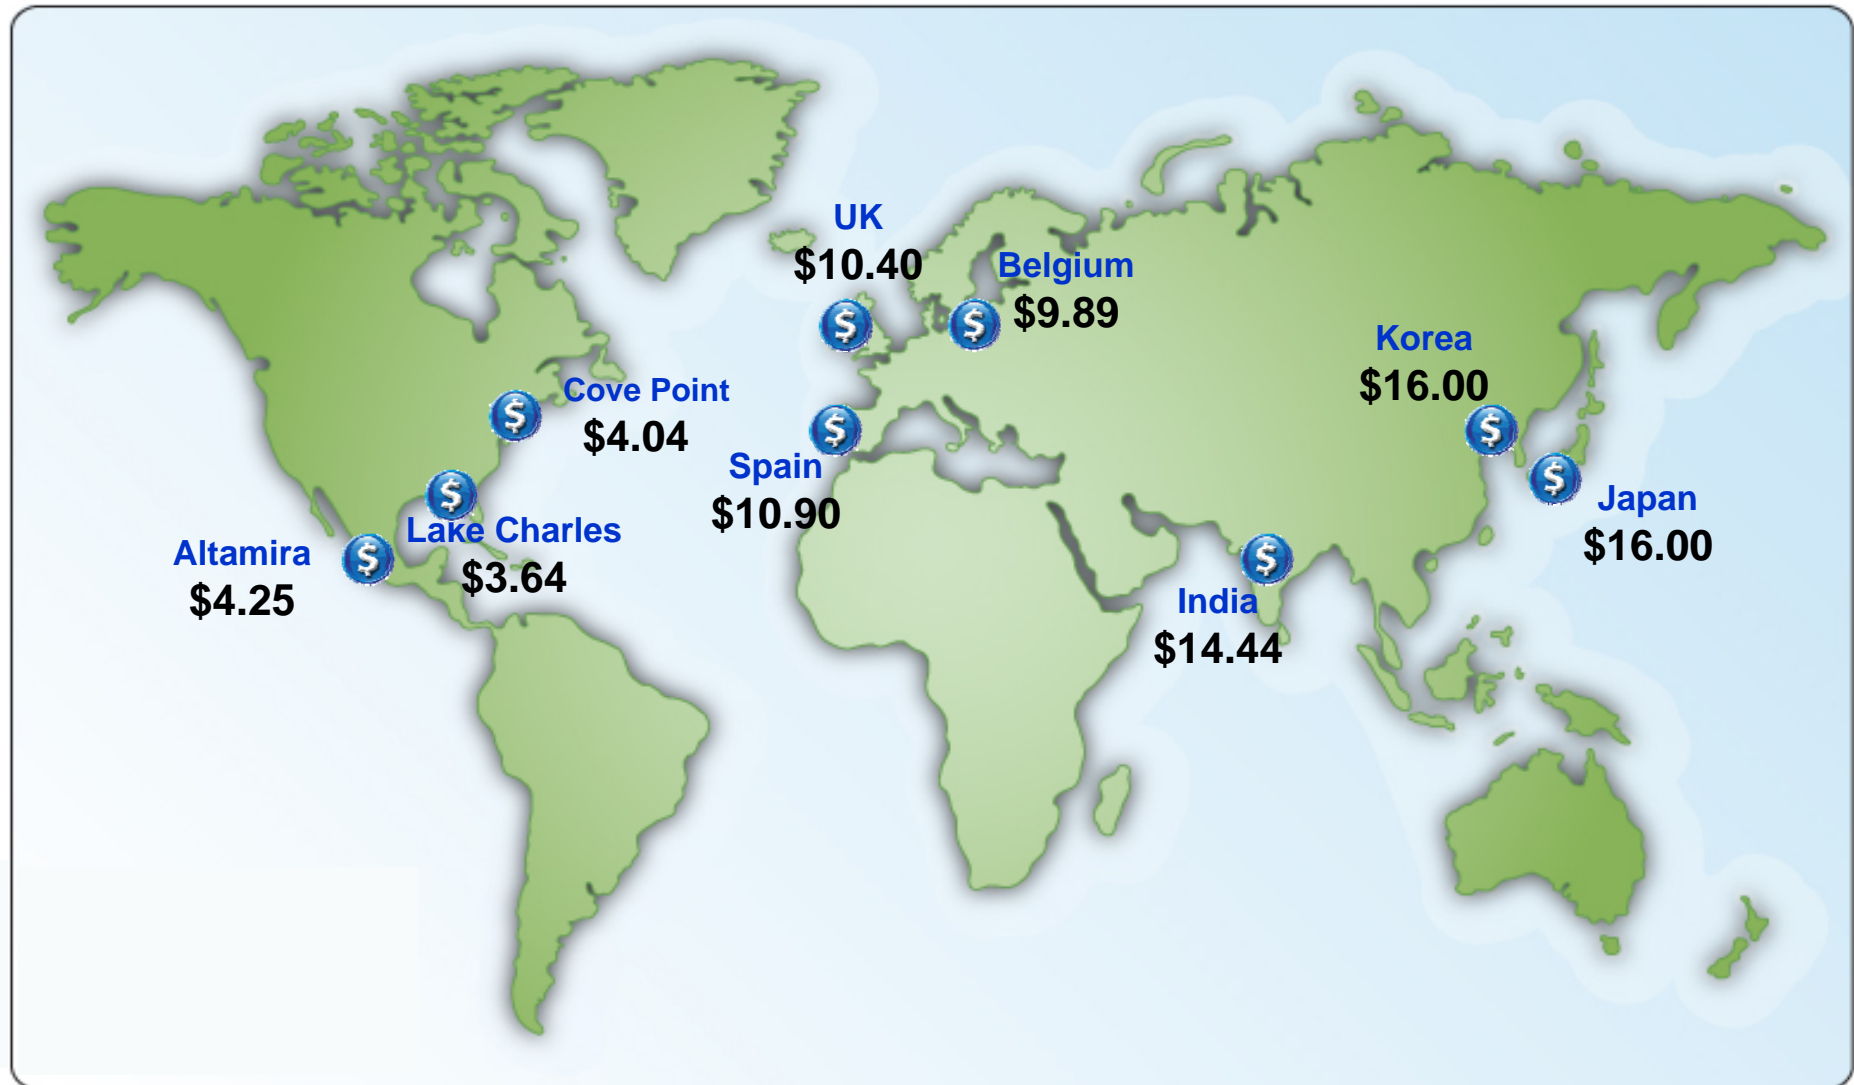 UK
$10.40
Belgium
$9.89
Korea
$16.00
Cove Point
$4.04
Spain
$10.90
Japan
$16.00
Lake Charles
$3.64
Altamira
$4.25
India
$14.44